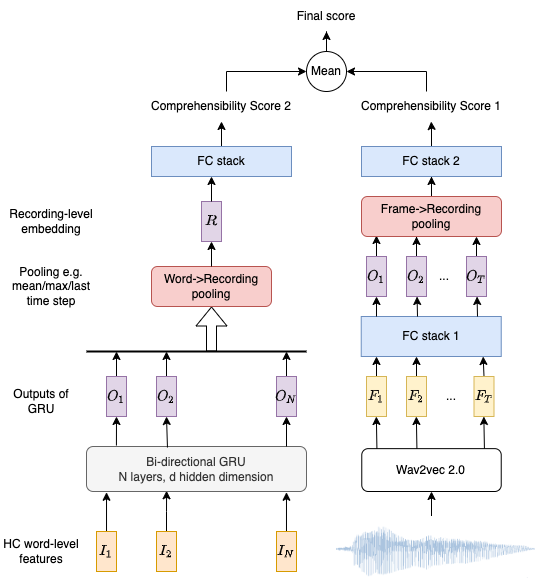 Final score
Mean
Comprehensibility Score 2
Comprehensibility Score 1
FC stack
FC stack 2
Recording-level
embedding
R
Frame->Recording
pooling
Pooling e.g.
mean/max/last
time step
Word->Recording
pooling
O1 O2 ... OT
FC stack 1
Outputs of
GRU
O1 O2 ON
F1 F2 ... FT
Bi-directional GRU
N layers, d hidden dimension
Wav2vec 2.0
HC word-level
features
I1 I2 IN